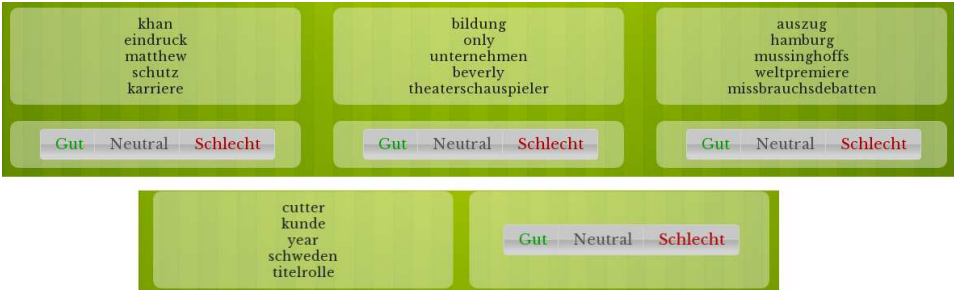 khan
eindruck
matthew
schutz
karriere
bildung
only
unternehmen
beverly
theaterschauspieler
auszug
hamburg
mussinghoffs
weltpremiere
missbrauchsdebatten
Gut Neutral Schlecht
Gut Neutral Schlecht
Gut Neutral Schlecht
cutter
kunde
year
schweden
titelrolle
Gut Neutral Schlecht